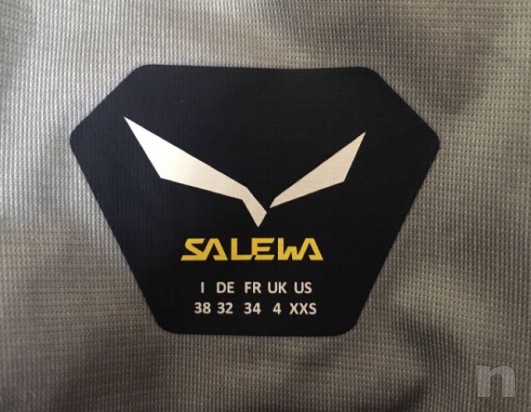 SALEWA
I DE FR UK US
38 32 34 4 XXS
n